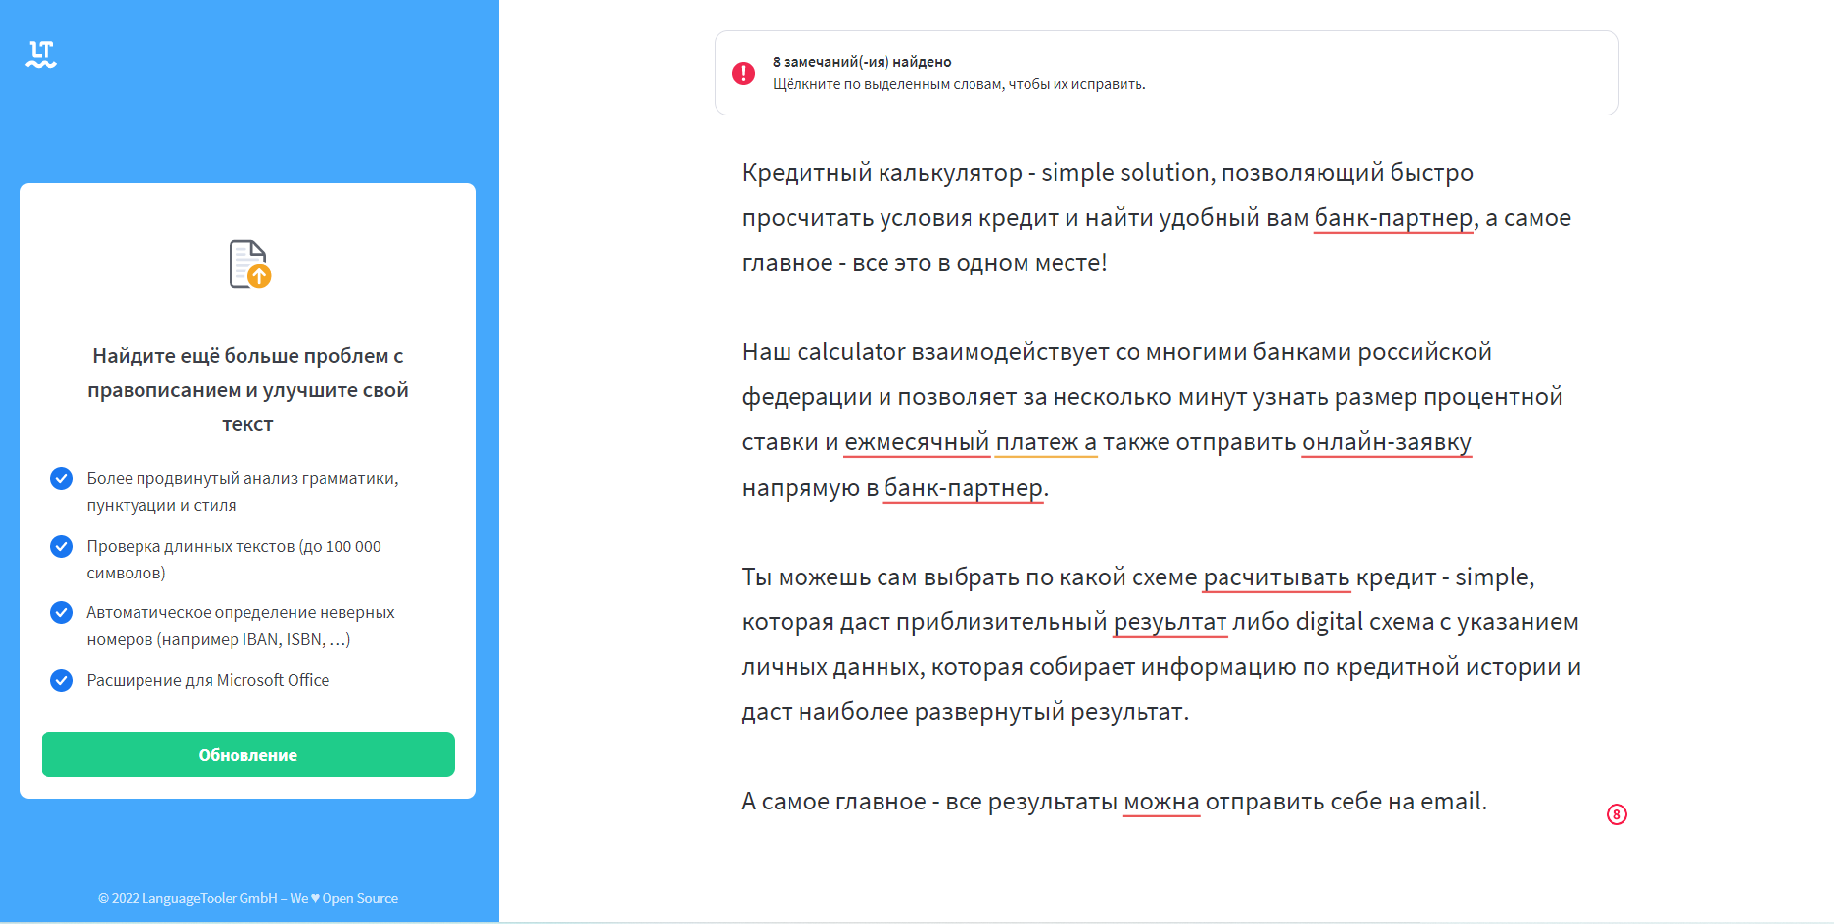 LT
Найдите ещё больше проблем с
правописанием и улучшите свой
текст
Более продвинутый анализ грамматики,
пунктуации и стиля
Проверка длинных текстов (до 100 000
символов)
Автоматическое определение неверных
номеров (например IBAN, ISBN, …)
Расширение для Microsoft Office
Обновление
© 2022 LanguageTooler GmbH – We ♥ Open Source
8 замечаний(-ия) найдено
Щёлкните по выделенным словам, чтобы их исправить.
Кредитный калькулятор - simple solution, позволяющий быстро
просчитать условия кредит и найти удобный вам банк-партнер, а самое
главное - все это в одном месте!
Наш calculator взаимодействует со многими банками российской
федерации и позволяет за несколько минут узнать размер процентной
ставки и ежмесячный платеж а также отправить онлайн-заявку
напрямую в банк-партнер.
Ты можешь сам выбрать по какой схеме расчитывать кредит - simple,
которая даст приблизительный резуьлтат либо digital схема с указанием
личных данных, которая собирает информацию по кредитной истории и
даст наиболее развернутый результат.
А самое главное - все результаты можна отправить себе на email.
8